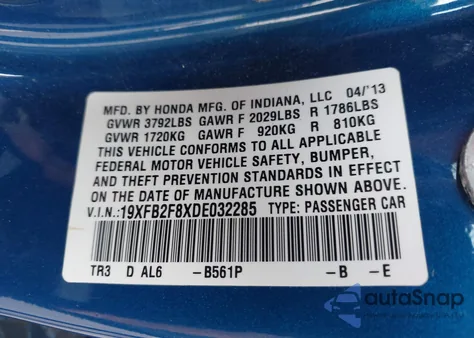 MFD. BY HONDA MFG. OF INDIANA, LLC 04/'13
GVWR 3792LBS GAWR F 2029LBS R 1786LBS
GVWR 1720KG GAWR F 920KG R 810KG
THIS VEHICLE CONFORMS TO ALL APPLICABLE
FEDERAL MOTOR VEHICLE SAFETY, BUMPER,
AND THEFT PREVENTION STANDARDS IN EFFECT
ON THE DATE OF MANUFACTURE SHOWN ABOVE.
V.I.N.: 19XFB2F8XDE032285 TYPE: PASSENGER CAR
TR3 D AL6 -B561P -B -E
autoSnap